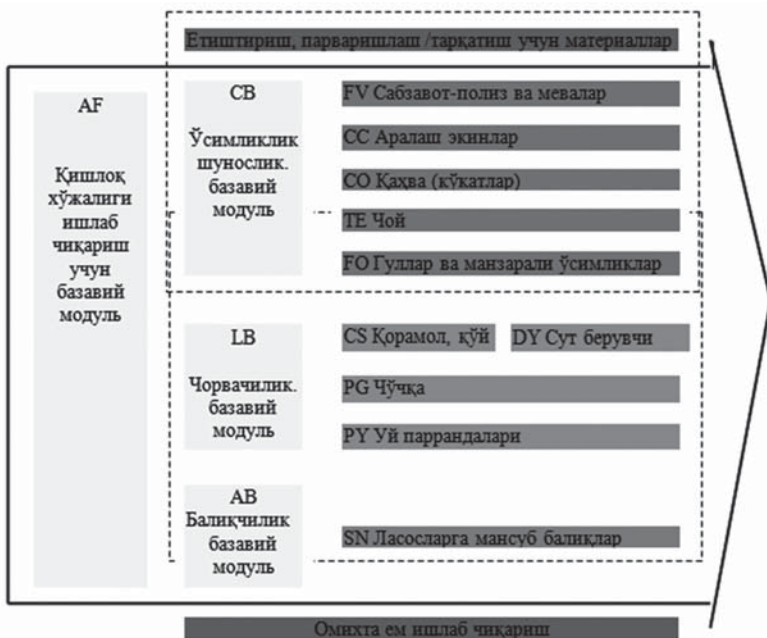 Етиштириш, парваришлаш /тарқатиш учун материаллар
AF
Қишлоқ
хўжалиги
ишлаб
чиқариш
учун
базавий
модуль
CB
Ўсимликлик
шунослик.
базавий
модуль
FV Сабзавот-полиз ва мевалар
CC Аралаш экинлар
CO Қаҳва (кўкатлар)
TE Чой
FO Гуллар ва манзарали ўсимликлар
LB
Чорвачилик.
базавий
модуль
CS Қорамол, қўй
DY Сут берувчи
PG Чўчқа
PY Уй паррандалари
AB
Балиқчилик
базавий
модуль
SN Ласосларга мансуб балиқлар
Омихта ем ишлаб чиқариш